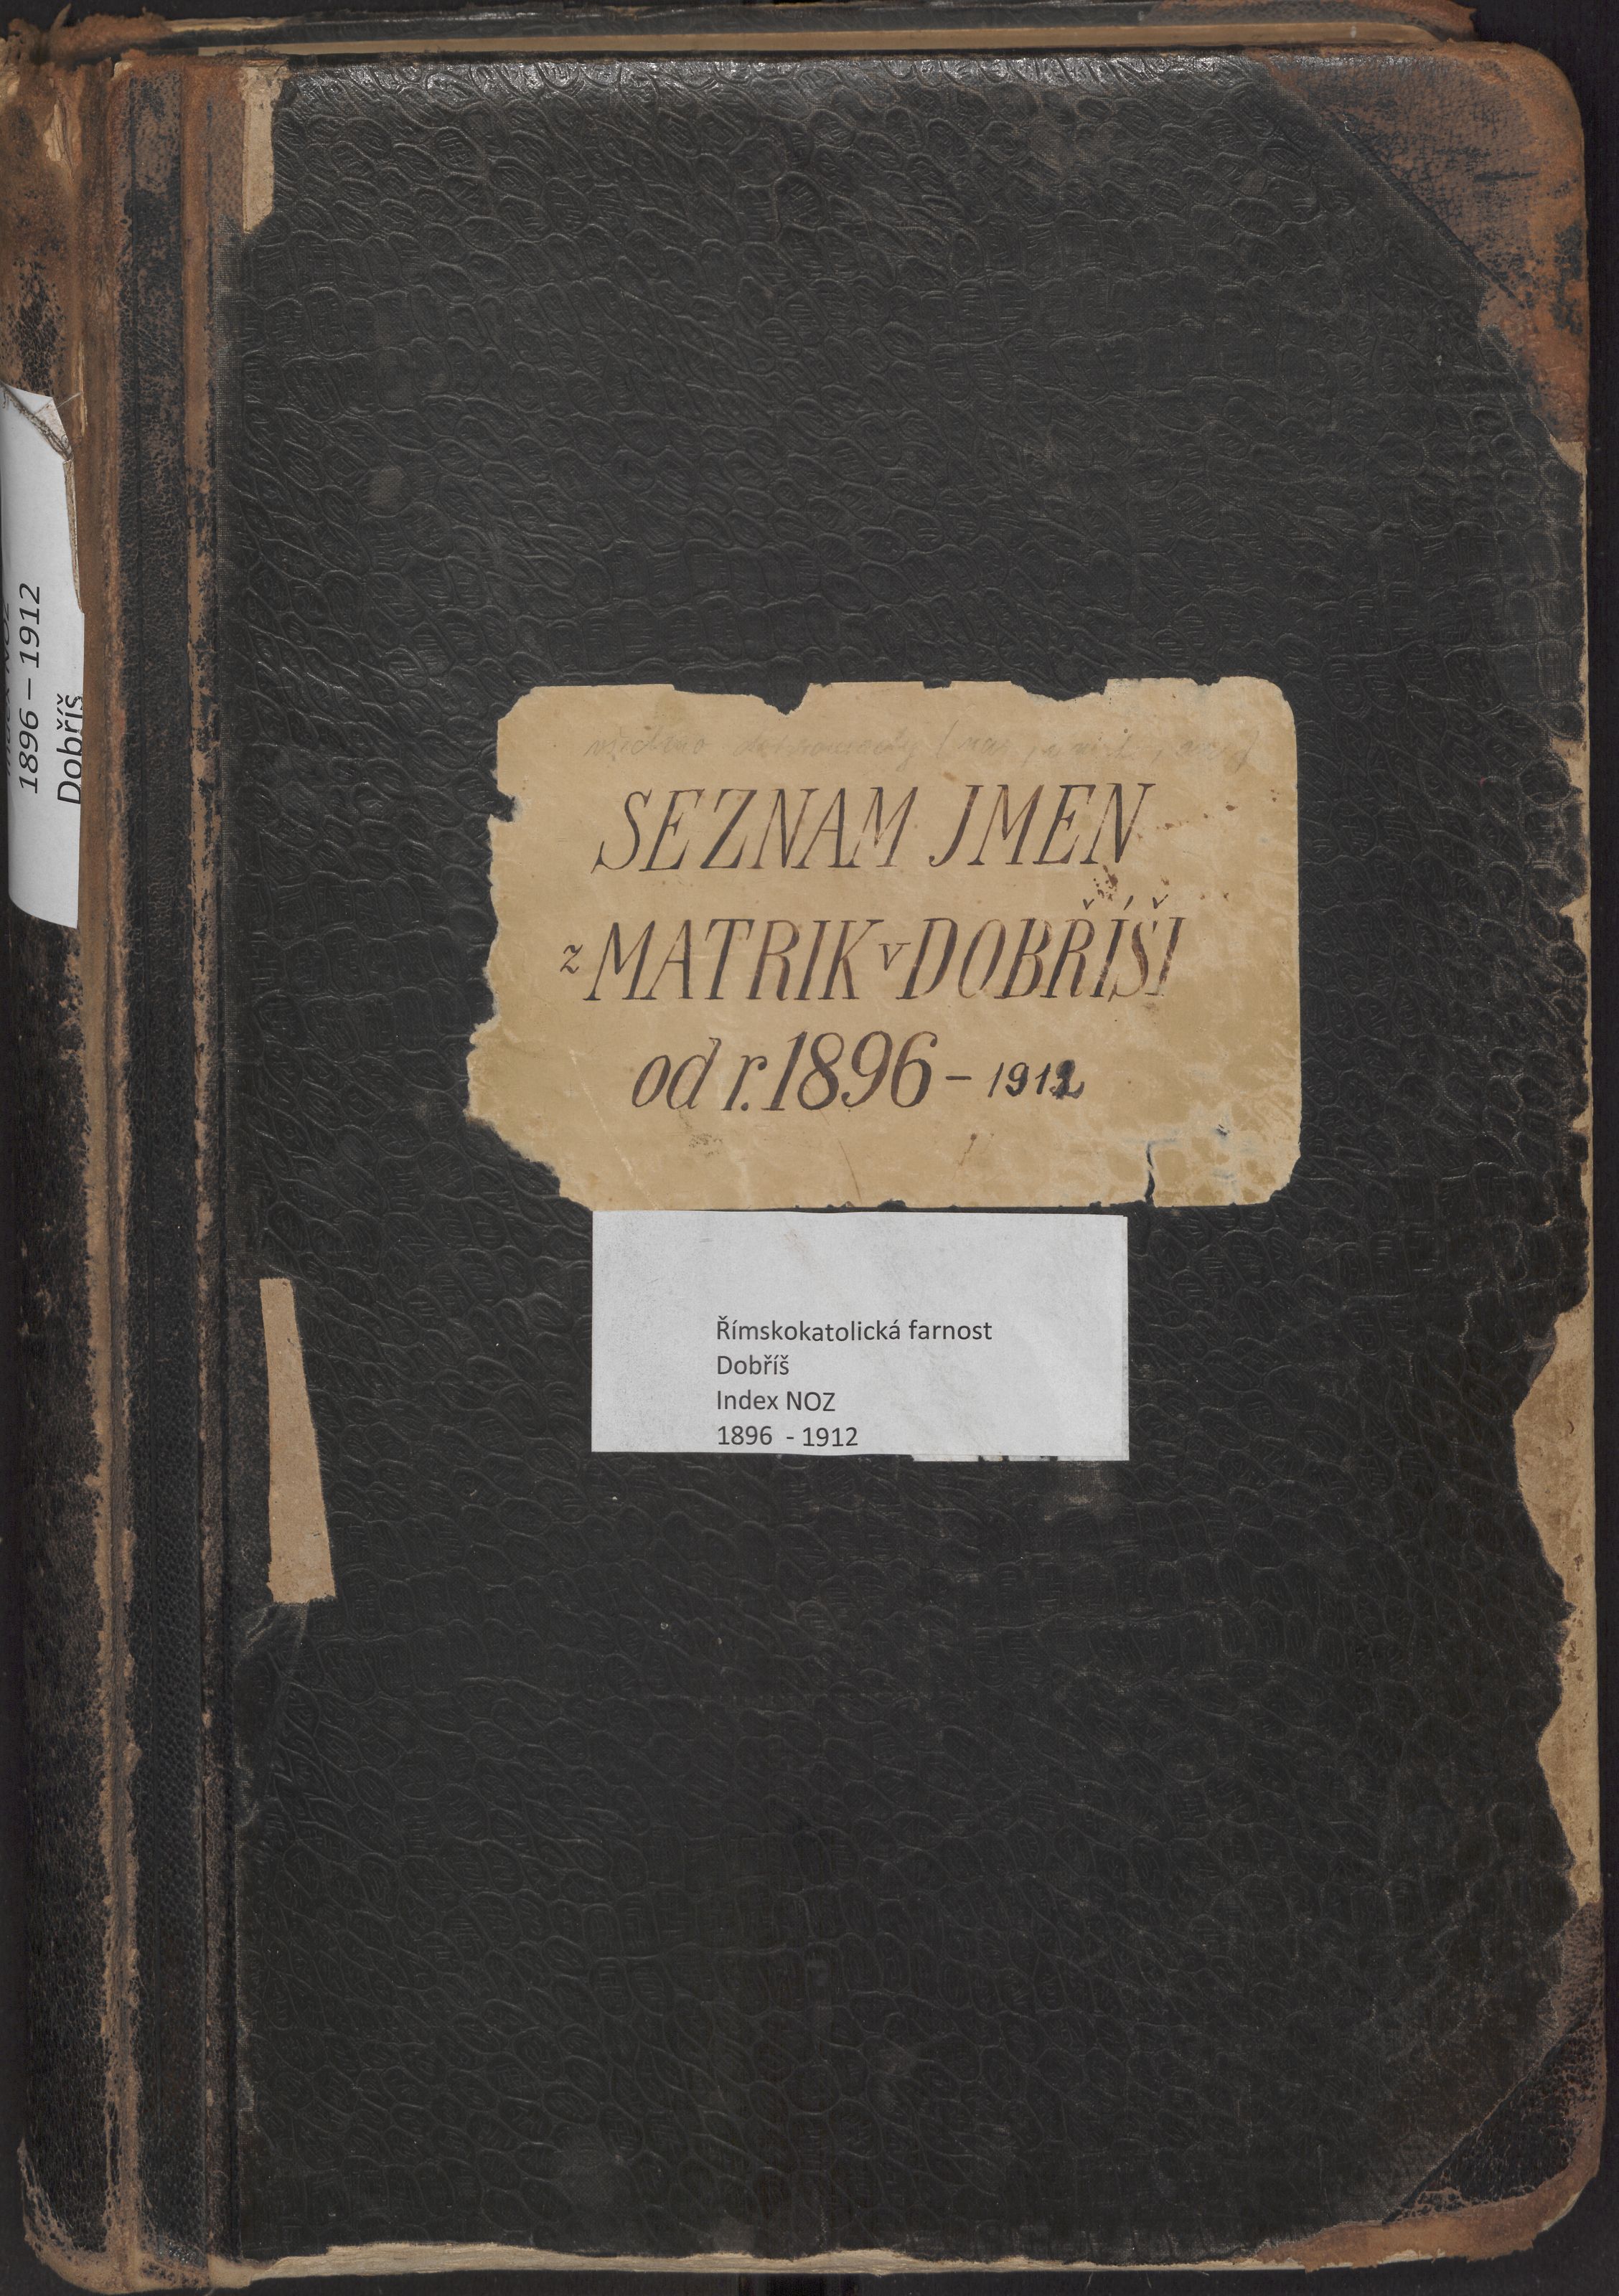 SEZNAM JMEN
z MATRIK v DOBŘÍŠI
od r. 1896 - 1912
Římskokatolická farnost
Dobříš
Index NOZ
1896 - 1912
1896 – 1912
Dobříš